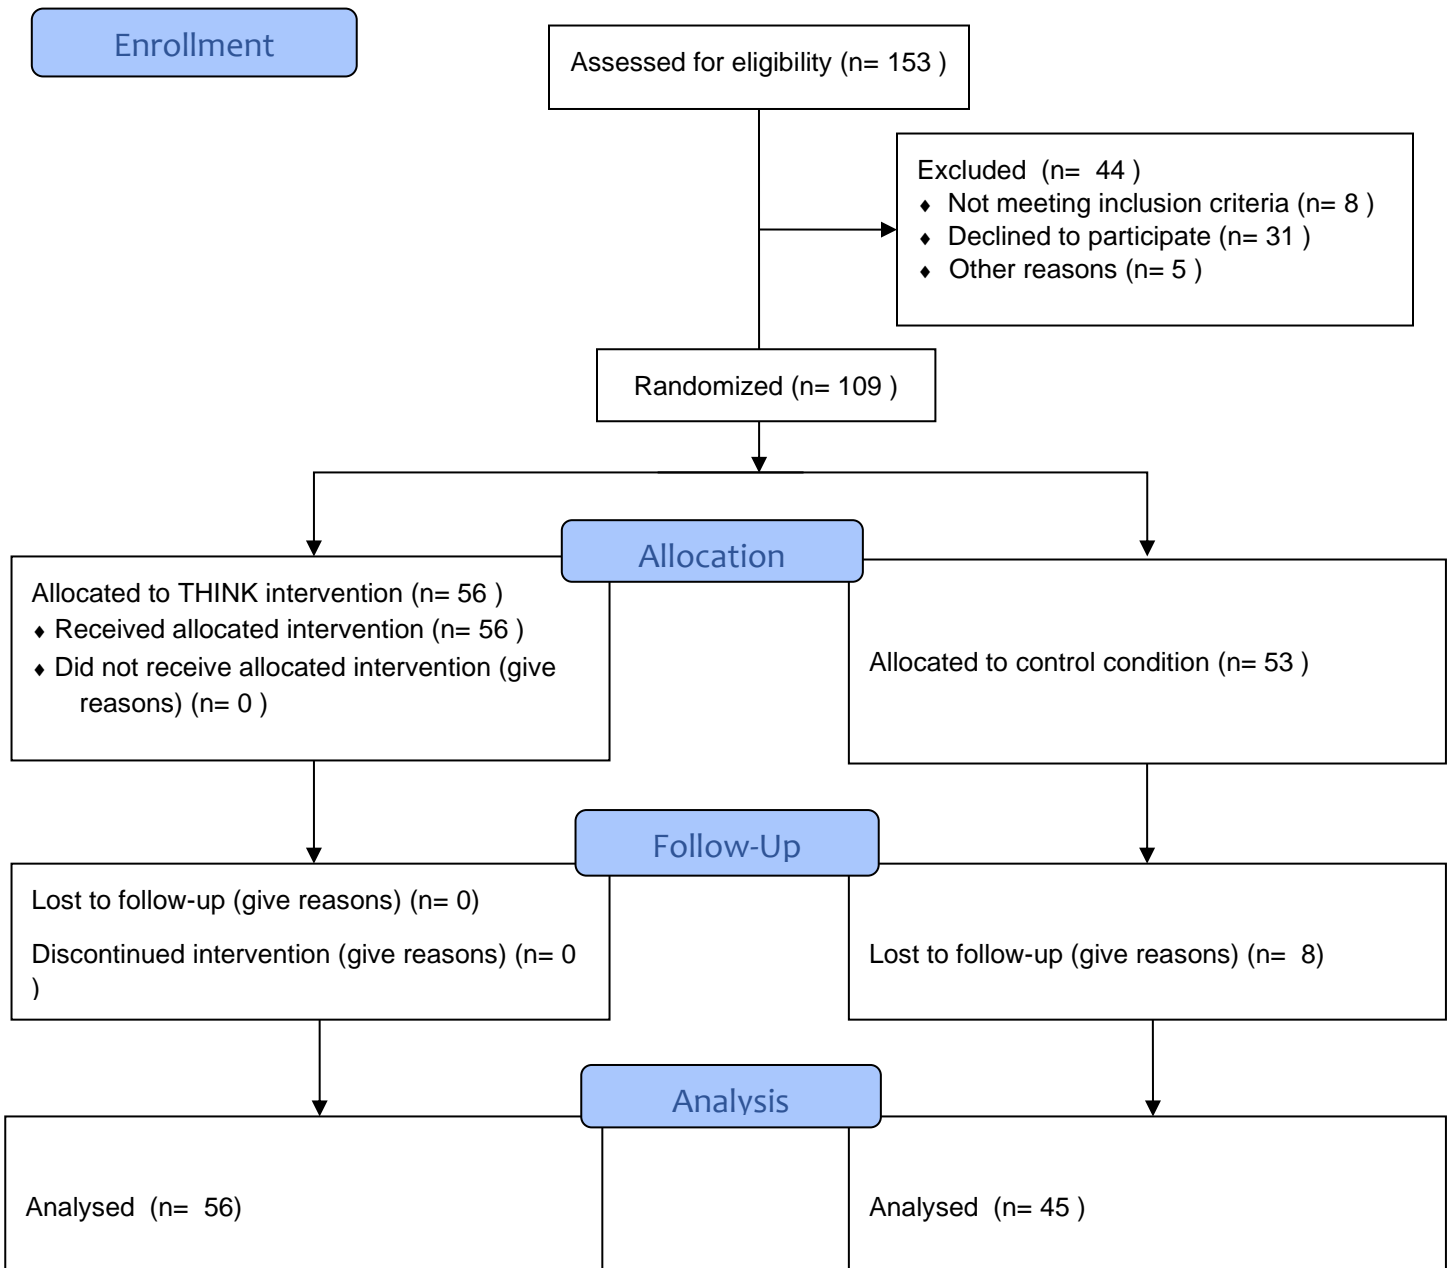 Enrollment
Assessed for eligibility (n= 153 )
Excluded (n= 44 )
♦ Not meeting inclusion criteria (n= 8 )
♦ Declined to participate (n= 31 )
♦ Other reasons (n= 5 )
Randomized (n= 109 )
Allocation
Allocated to THINK intervention (n= 56 )
♦ Received allocated intervention (n= 56 )
♦ Did not receive allocated intervention (give
reasons) (n= 0 )
Allocated to control condition (n= 53 )
Follow-Up
Lost to follow-up (give reasons) (n= 0)
Discontinued intervention (give reasons) (n= 0
)
Lost to follow-up (give reasons) (n= 8)
Analysis
Analysed (n= 56)
Analysed (n= 45 )